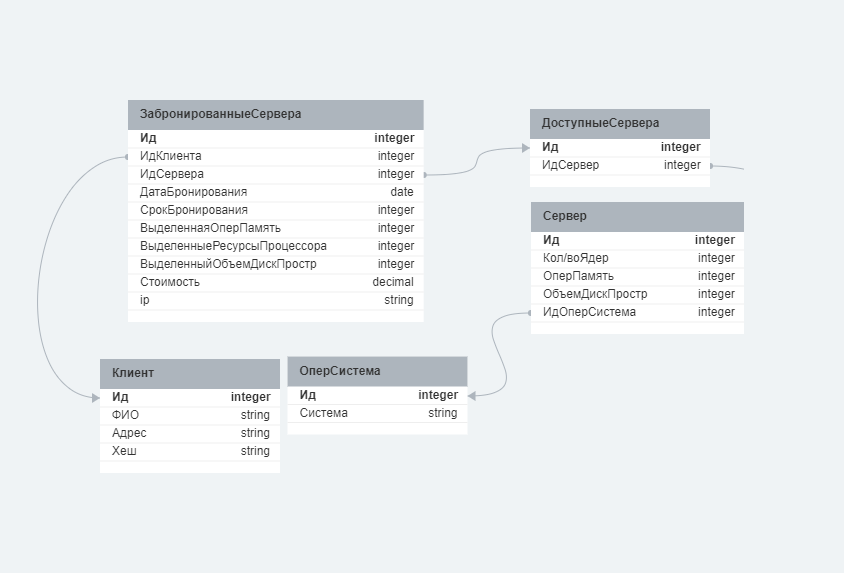 ЗабронированныеСервера
Ид integer
ИдКлиента integer
ИдСервера integer
ДатаБронирования date
СрокБронирования integer
ВыделеннаяОперПамять integer
ВыделенныеРесурсыПроцессора integer
ВыделенныйОбъемДискПростр integer
Стоимость decimal
ip string
ДоступныеСервера
Ид integer
ИдСервер integer
Сервер
Ид integer
Кол/воЯдер integer
ОперПамять integer
ОбъемДискПростр integer
ИдОперСистема integer
Клиент
Ид integer
ФИО string
Адрес string
Хеш string
ОперСистема
Ид integer
Система string